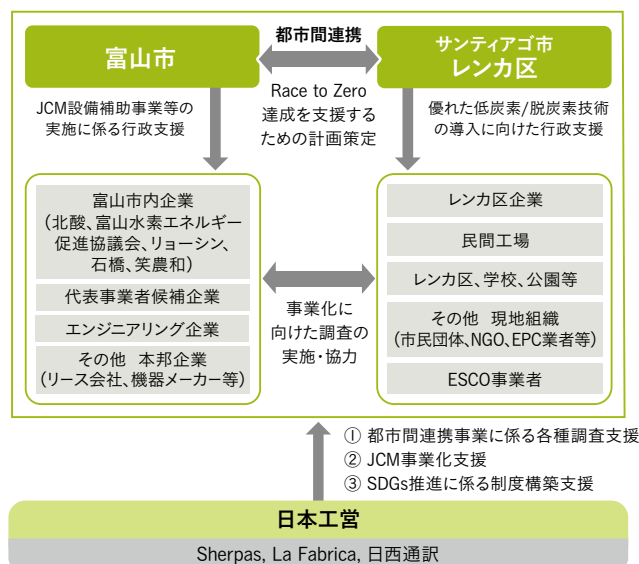 富山市
都市間連携
サンティアゴ市
レンカ区
JCM設備補助事業等の
実施に係る行政支援
Race to Zero
達成を支援する
ための計画策定
優れた低炭素/脱炭素技術
の導入に向けた行政支援
富山市内企業
(北酸、富山水素エネルギー
促進協議会、リョーシン、
石橋、笑農和)
代表事業者候補企業
エンジニアリング企業
その他 本邦企業
(リース会社、機器メーカー等)
事業化に
向けた調査の
実施・協力
レンカ区企業
民間工場
レンカ区、学校、公園等
その他 現地組織
(市民団体、NGO、EPC業者等)
ESCO事業者
① 都市間連携事業に係る各種調査支援
② JCM事業化支援
③ SDGs推進に係る制度構築支援
日本工営
Sherpas, La Fabrica, 日西通訳